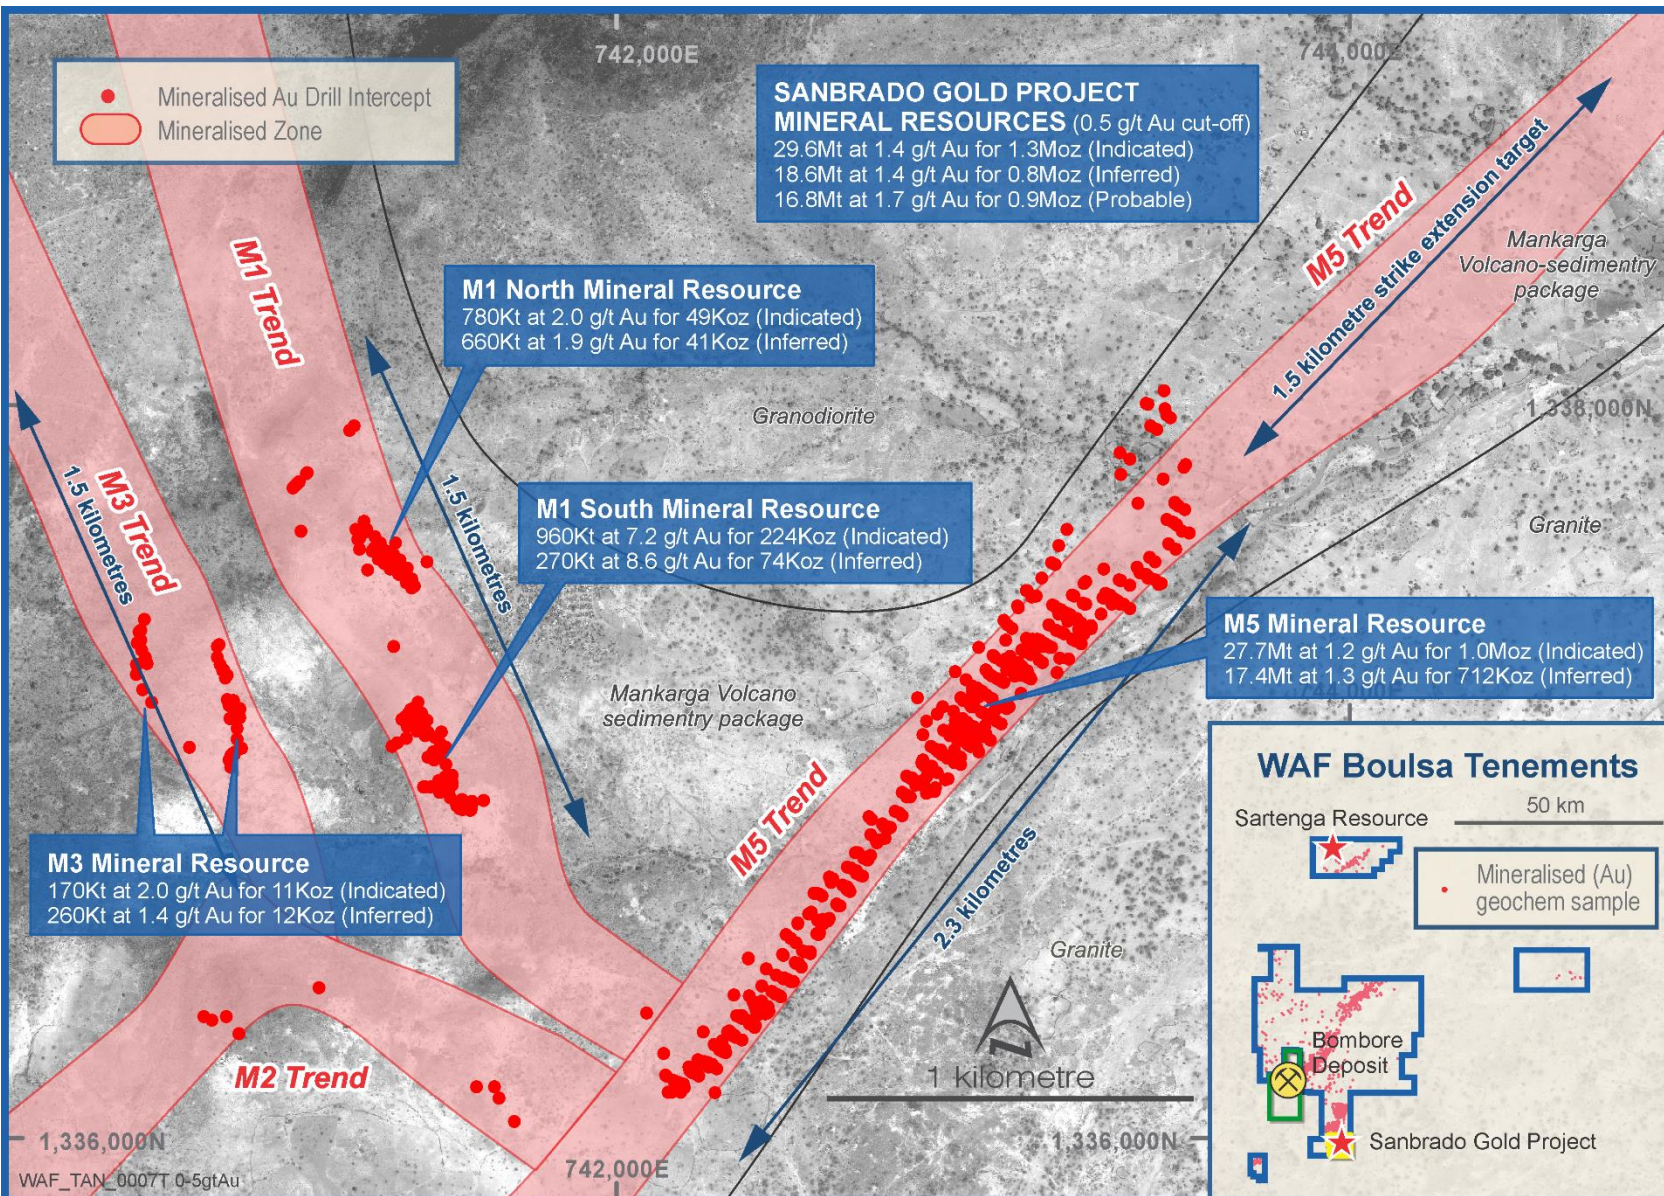 742,000E
744,000E
Mineralised Au Drill Intercept
Mineralised Zone
SANBRADO GOLD PROJECT
MINERAL RESOURCES (0.5 g/t Au cut-off)
29.6Mt at 1.4 g/t Au for 1.3Moz (Indicated)
18.6Mt at 1.4 g/t Au for 0.8Moz (Inferred)
16.8Mt at 1.7 g/t Au for 0.9Moz (Probable)
1.5 kilometre strike extension target
M5 Trend
Mankarga
Volcano-sedimentry
package
M1 Trend
M1 North Mineral Resource
780Kt at 2.0 g/t Au for 49Koz (Indicated)
660Kt at 1.9 g/t Au for 41Koz (Inferred)
Granodiorite
1,338,000N
M3 Trend
1.5 kilometres
1.5 kilometres
M1 South Mineral Resource
960Kt at 7.2 g/t Au for 224Koz (Indicated)
270Kt at 8.6 g/t Au for 74Koz (Inferred)
Granite
M5 Mineral Resource
27.7Mt at 1.2 g/t Au for 1.0Moz (Indicated)
17.4Mt at 1.3 g/t Au for 712Koz (Inferred)
744,000E
Mankarga Volcano
sedimentry package
M5 Trend
2.3 kilometres
M3 Mineral Resource
170Kt at 2.0 g/t Au for 11Koz (Indicated)
260Kt at 1.4 g/t Au for 12Koz (Inferred)
Granite
M2 Trend
N
1 kilometre
1,336,000N
1,336,000N
742,000E
WAF_TAN_0007T 0-5gtAu
WAF Boulsa Tenements
50 km
Sartenga Resource
Mineralised (Au)
geochem sample
Bombore
Deposit
Sanbrado Gold Project